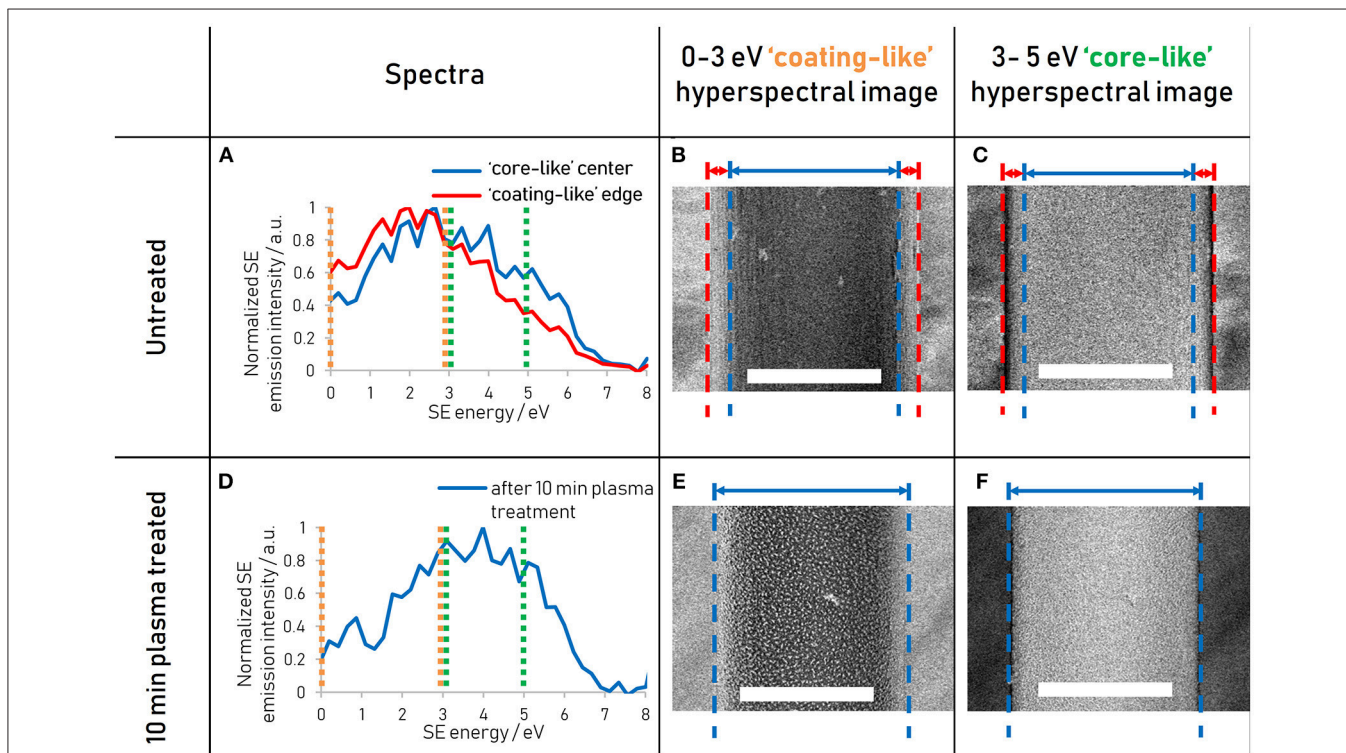 Spectra
0-3 eV 'coating-like'
hyperspectral image
3- 5 eV 'core-like'
hyperspectral image
Untreated
A
'core-like' center
'coating-like' edge
Normalized SE
emission intensity / a.u.
1
0.8
0.6
0.4
0.2
0
0 1 2 3 4 5 6 7 8
SE energy / eV
B
C
10 min plasma treated
D
after 10 min plasma
treatment
Normalized SE
emission intensity / a.u.
1
0.8
0.6
0.4
0.2
0
0 1 2 3 4 5 6 7 8
SE energy / eV
E
F